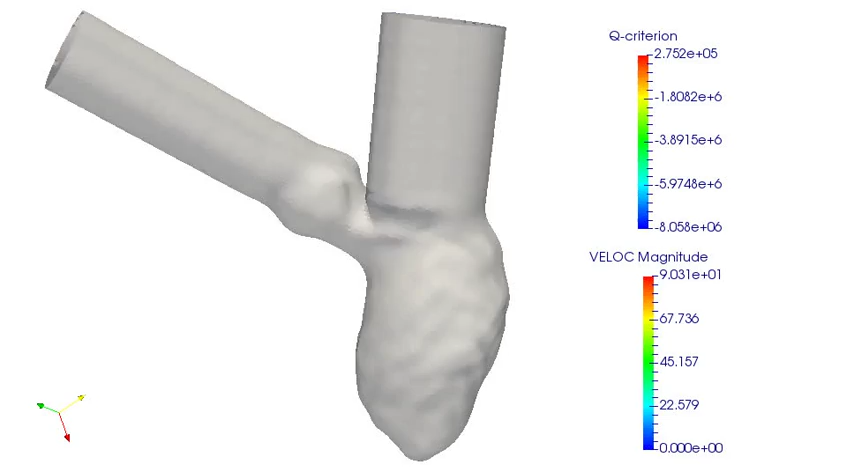 Q-criterion
2.752e+05
-1.8082e+6
-3.8915e+6
-5.9748e+6
-8.058e+06
VELOC Magnitude
9.031e+01
67.736
45.157
22.579
0.000e+00